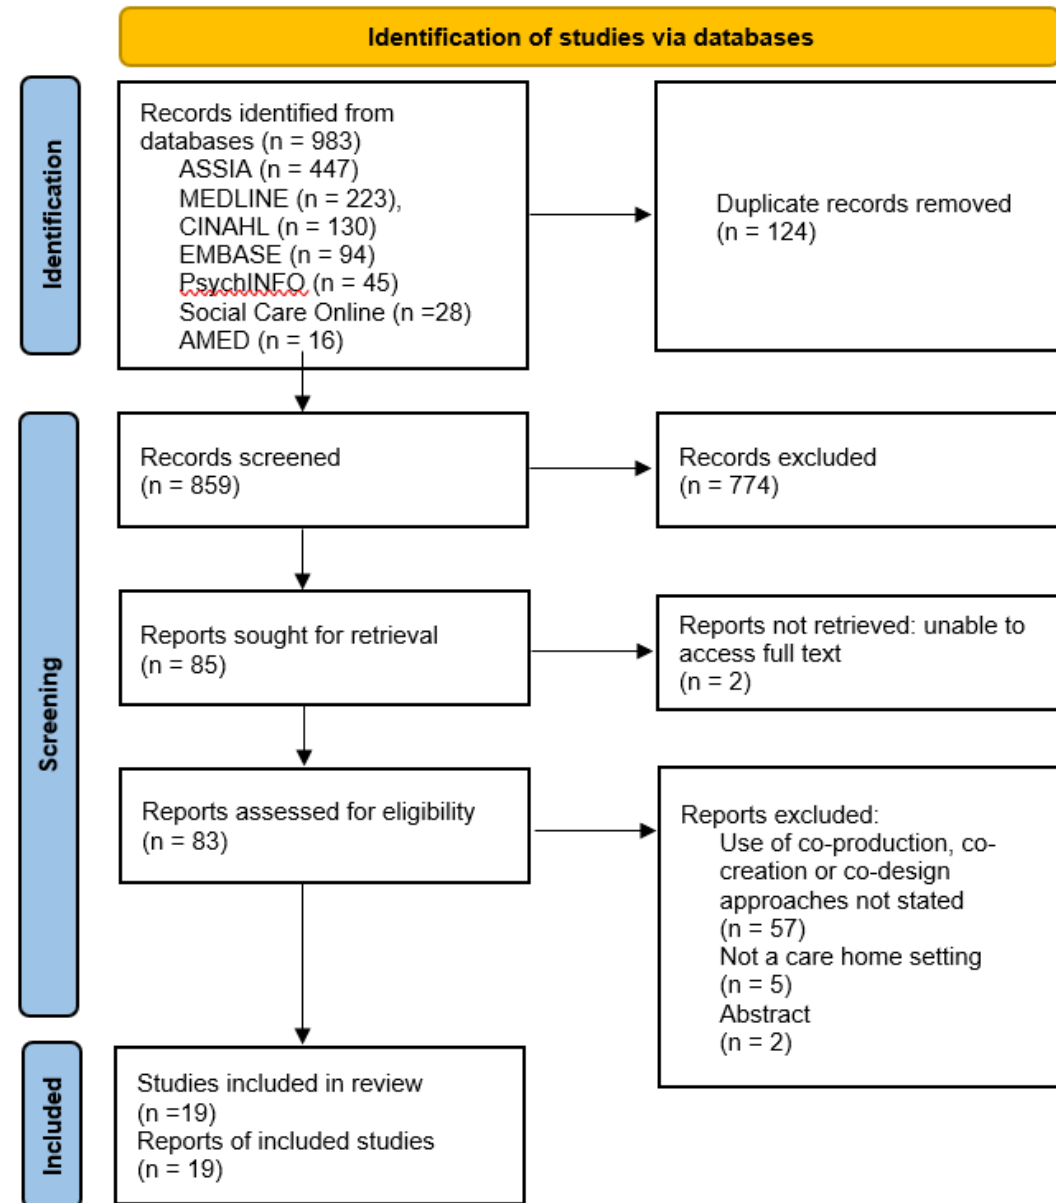 Identification of studies via databases
Identification
Records identified from
databases (n = 983)
ASSIA (n = 447)
MEDLINE (n = 223),
CINAHL (n = 130)
EMBASE (n = 94)
PsychINFO (n = 45)
Social Care Online (n =28)
AMED (n = 16)
Duplicate records removed
(n = 124)
Screening
Records screened
(n = 859)
Records excluded
(n = 774)
Reports sought for retrieval
(n = 85)
Reports not retrieved: unable to
access full text
(n = 2)
Reports assessed for eligibility
(n = 83)
Reports excluded:
Use of co-production, co-
creation or co-design
approaches not stated
(n = 57)
Not a care home setting
(n = 5)
Abstract
(n = 2)
Included
Studies included in review
(n =19)
Reports of included studies
(n = 19)